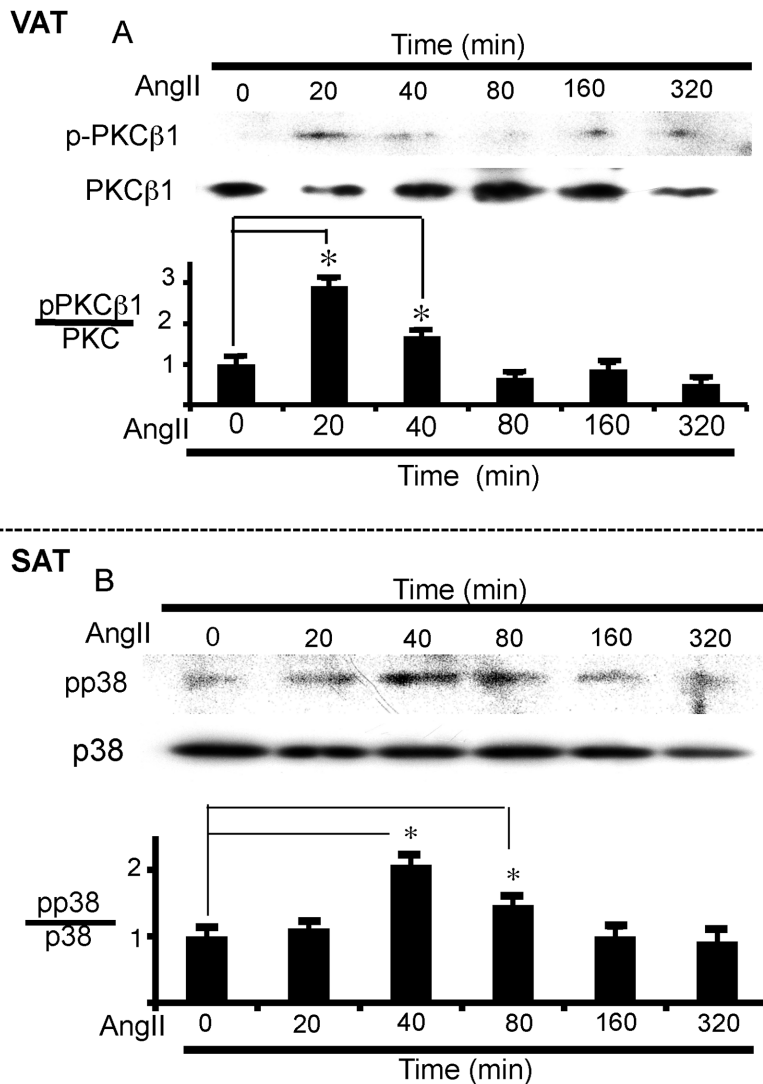 VAT A
Time (min)
AngII 0 20 40 80 160 320
p-PKCβ1
PKCβ1
* *
3
2
1
pPKCβ1
PKC
AngII 0 20 40 80 160 320
Time (min)
SAT B
Time (min)
AngII 0 20 40 80 160 320
pp38
p38
* *
2
1
pp38
p38
AngII 0 20 40 80 160 320
Time (min)